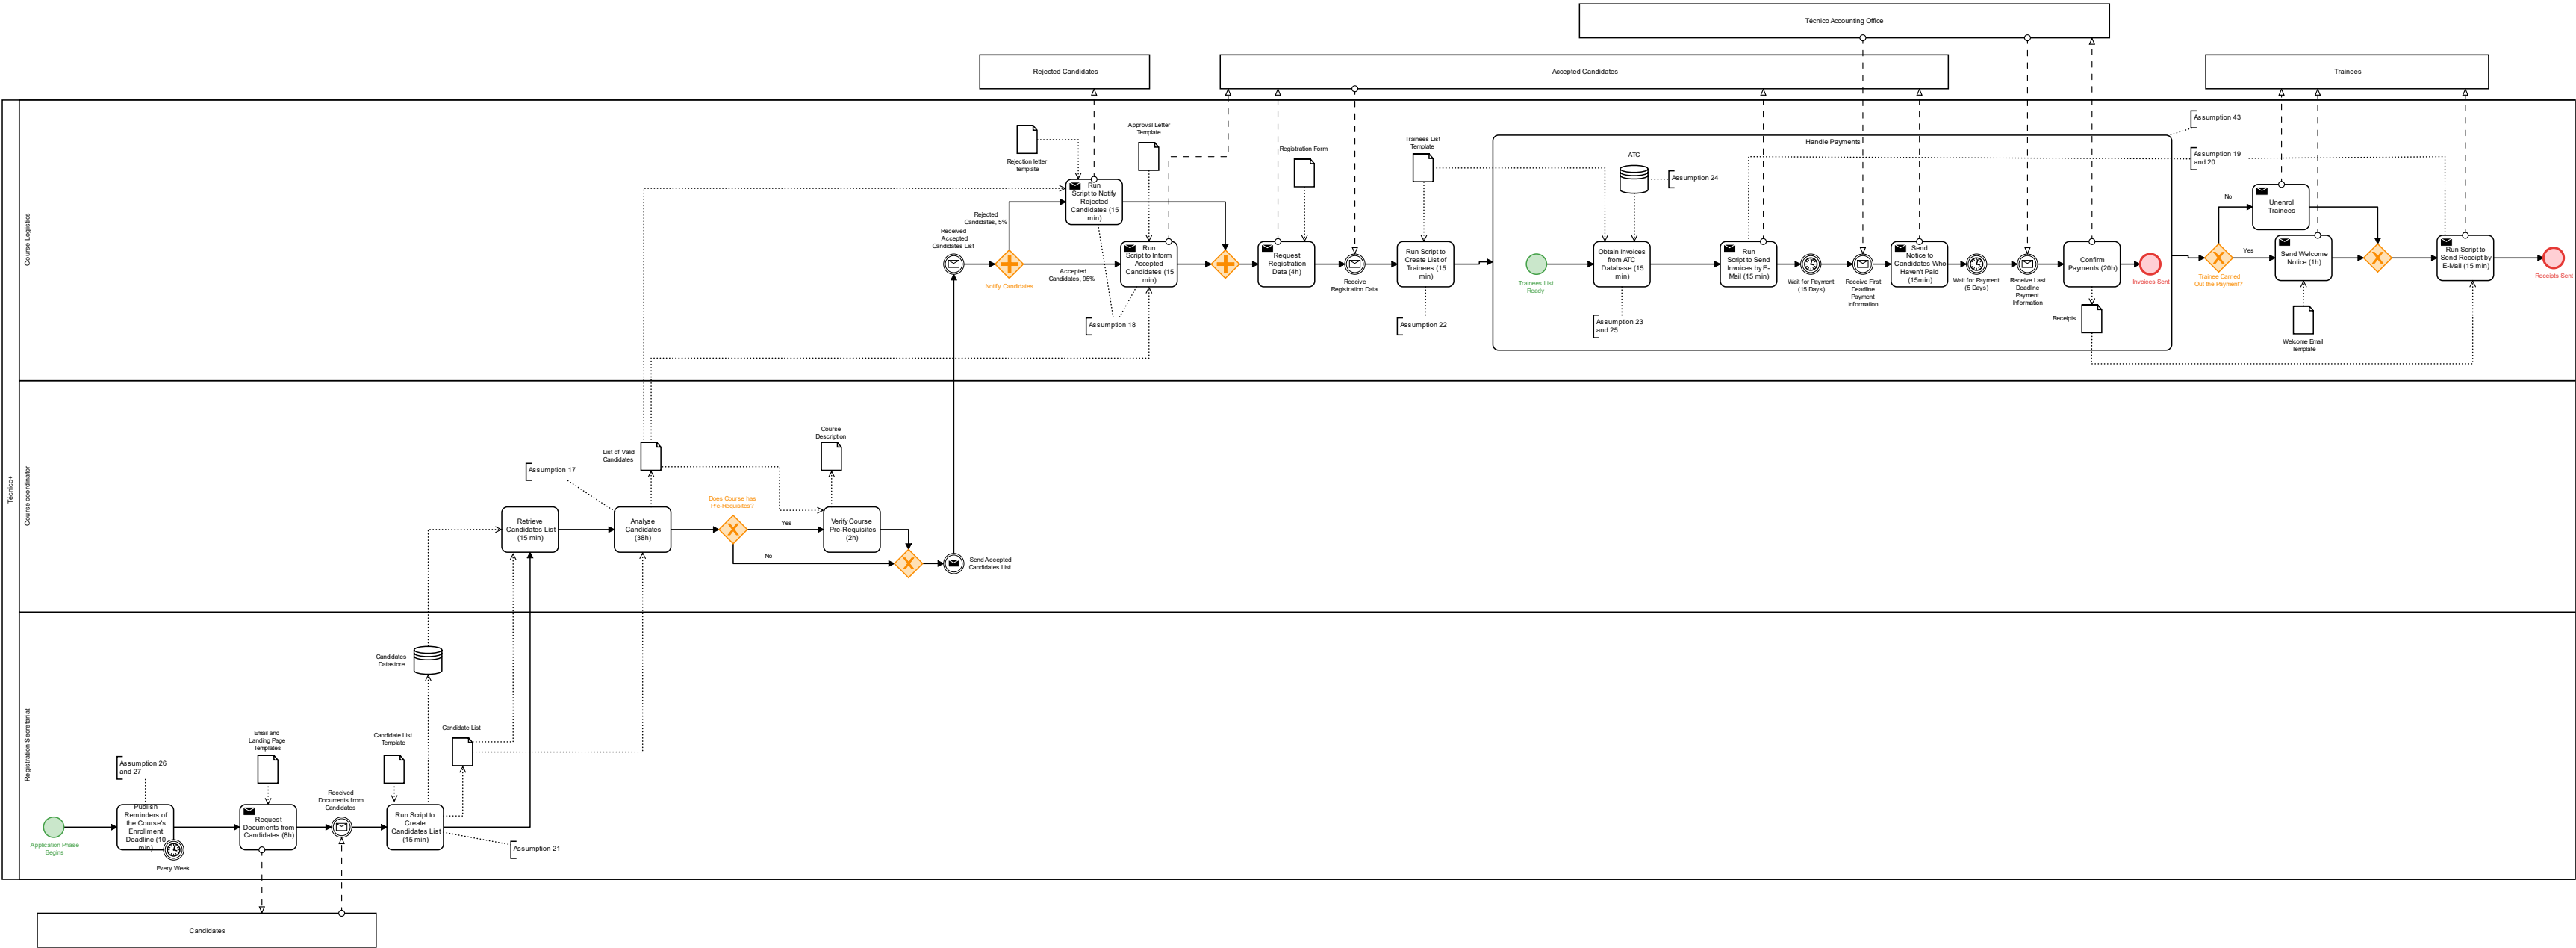 Técnico Accounting Office
Rejected Candidates
Accepted Candidates
Trainees
Técnico+
Course Logistics
Rejection letter
template
Approval Letter
Template
Registration Form
Trainees List
Template
Handle Payments
ATC
Assumption 24
Assumption 43
Assumption 19
and 20
Received
Accepted
Candidates List
Rejected
Candidates, 5%
Notify Candidates
Accepted
Candidates, 95%
Run
Script to Notify
Rejected
Candidates (15
min)
Run
Script to Inform
Accepted
Candidates (15
min)
Assumption 18
Request
Registration
Data (4h)
Receive
Registration Data
Run Script to
Create List of
Trainees (15
min)
Assumption 22
Trainees List
Ready
Obtain Invoices
from ATC
Database (15
min)
Assumption 23
and 25
Run
Script to Send
Invoices by E-
Mail (15 min)
Wait for Payment
(15 Days)
Receive First
Deadline
Payment
Information
Send
Notice to
Candidates Who
Haven't Paid
(15min)
Wait for Payment
(5 Days)
Receive Last
Deadline
Payment
Information
Confirm
Payments (20h)
Receipts
Invoices Sent
Trainee Carried
Out the Payment?
No
Yes
Unenrol
Trainees
Send Welcome
Notice (1h)
Welcome Email
Template
Run Script to
Send Receipt by
E-Mail (15 min)
Receipts Sent
Course coordinator
Assumption 17
List of Valid
Candidates
Course
Description
Retrieve
Candidates List
(15 min)
Analyse
Candidates
(38h)
Does Course has
Pre-Requisites?
Yes
No
Verify Course
Pre-Requisites
(2h)
Send Accepted
Candidates List
Registration Secretariat
Candidates
Datastore
Candidate List
Candidate List
Template
Email and
Landing Page
Templates
Assumption 26
and 27
Application Phase
Begins
Publish
Reminders of
the Course's
Enrollment
Deadline (10
min)
Every Week
Request
Documents from
Candidates (8h)
Received
Documents from
Candidates
Run Script to
Create
Candidates List
(15 min)
Assumption 21
Candidates